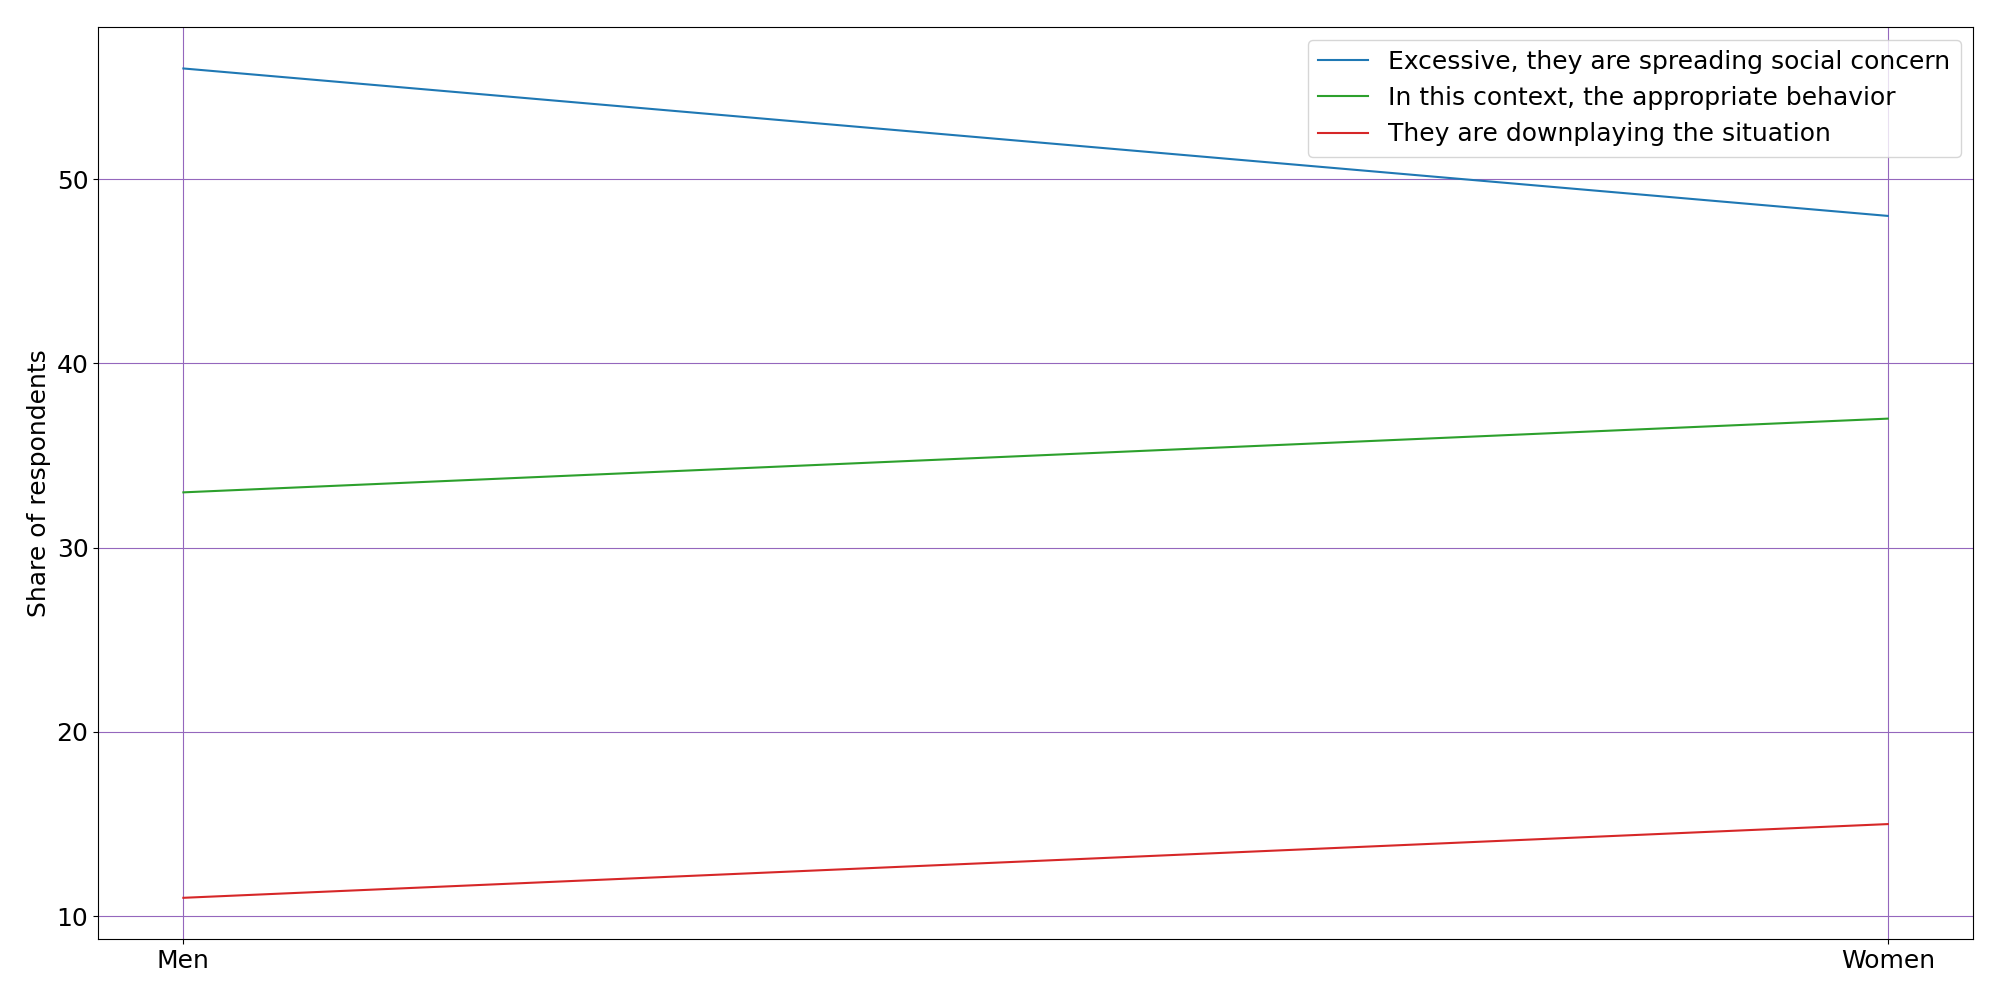 Excessive, they are spreading social concern
In this context, the appropriate behavior
They are downplaying the situation
Share of respondents
50
40
30
20
10
Men
Women